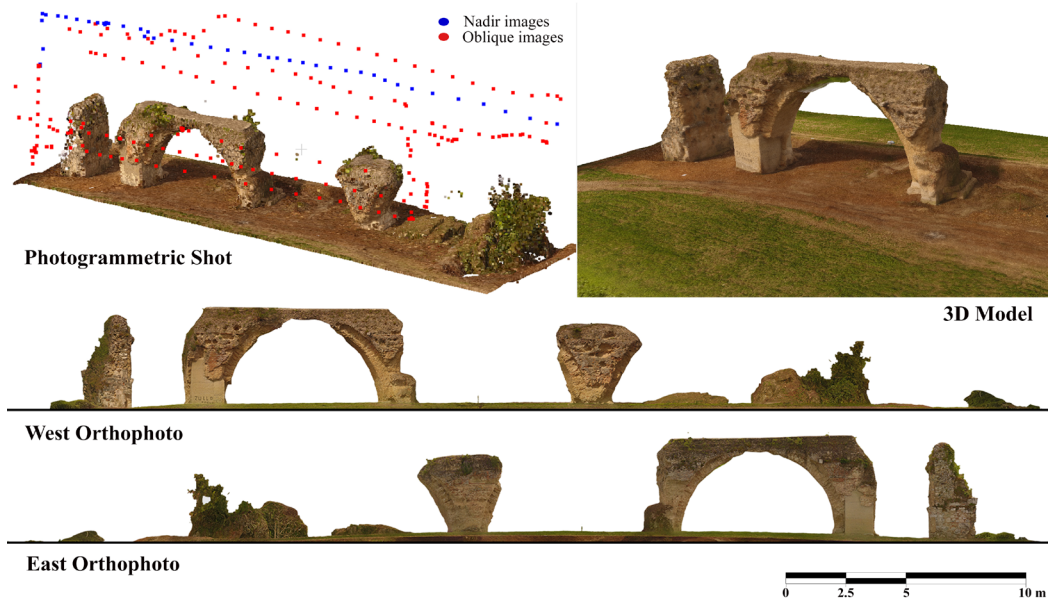 Nadir images
Oblique images
Photogrammetric Shot
3D Model
West Orthophoto
East Orthophoto
0 2.5 5 10 m